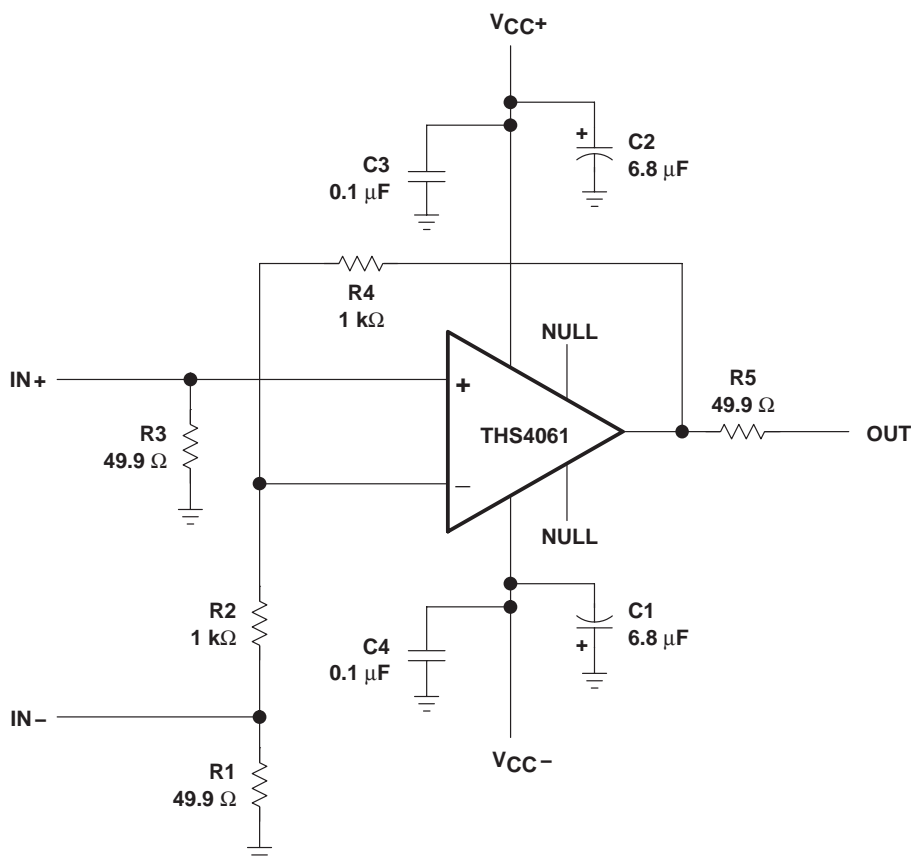 VCC+
C3
0.1 μF
C2
6.8 μF
+
R4
1 kΩ
NULL
IN+
+
R3
49.9 Ω
THS4061
R5
49.9 Ω
OUT
−
NULL
R2
1 kΩ
C4
0.1 μF
C1
6.8 μF
+
IN−
VCC−
R1
49.9 Ω